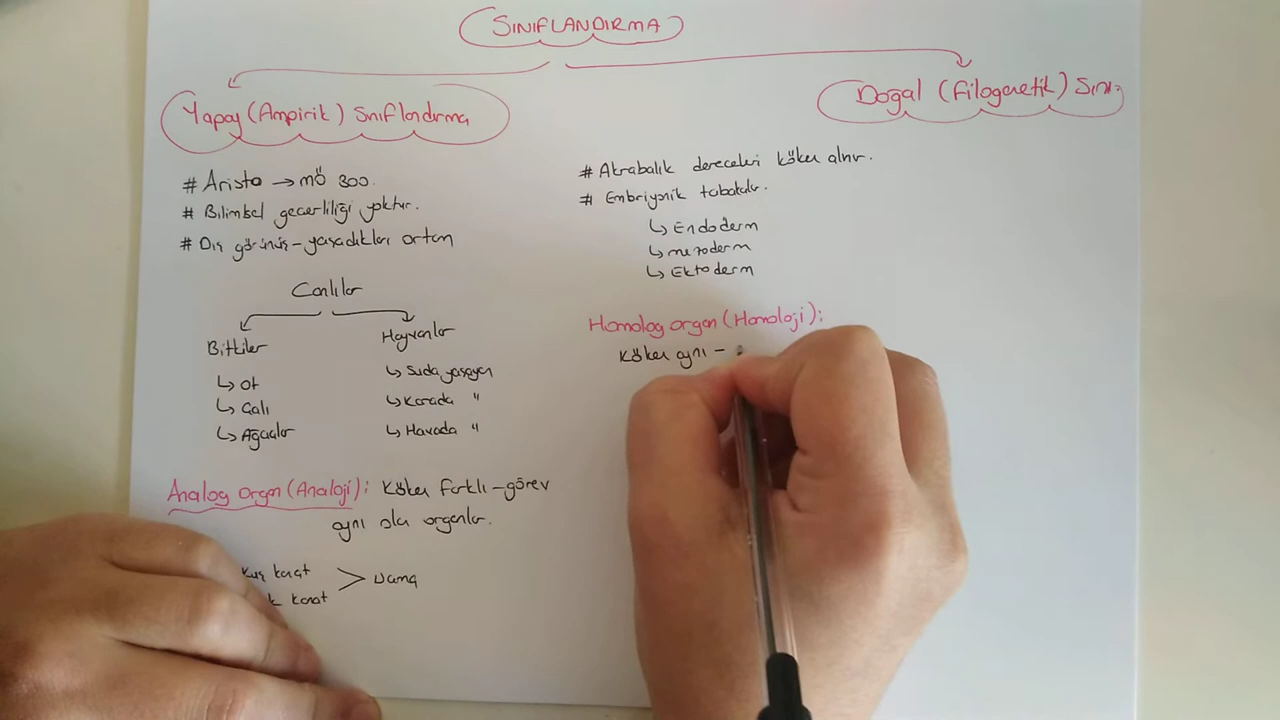 SINIFLANDIRMA
Yapay (Ampirik) Sınıflandırma
# Aristo → MÖ 300.
# Bilimsel geçerliliği yoktur.
# Dış görünüş - yaşadıkları ortam
Canlılar
Bitkiler
↳ Ot
↳ Çalı
↳ Ağaçlar
Hayvanlar
↳ Suda yaşayan
↳ Karada "
↳ Havada "
Analog Organ (Analoji): Köken farklı - görev
aynı olan organlar.
kuş kanat
k kanat
> Uçma
Doğal (Filogenetik) Sını
# Akrabalık dereceleri köken alınır.
# Embriyonik tabakalar.
↳ Endoderm
↳ mezoderm
↳ Ektoderm
Homolog organ (Homoloji):
Köken aynı -